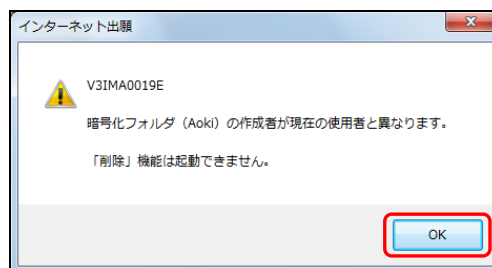 インターネット出願
V3IMA0019E
暗号化フォルダ（Aoki）の作成者が現在の使用者と異なります。
「削除」機能は起動できません。
OK